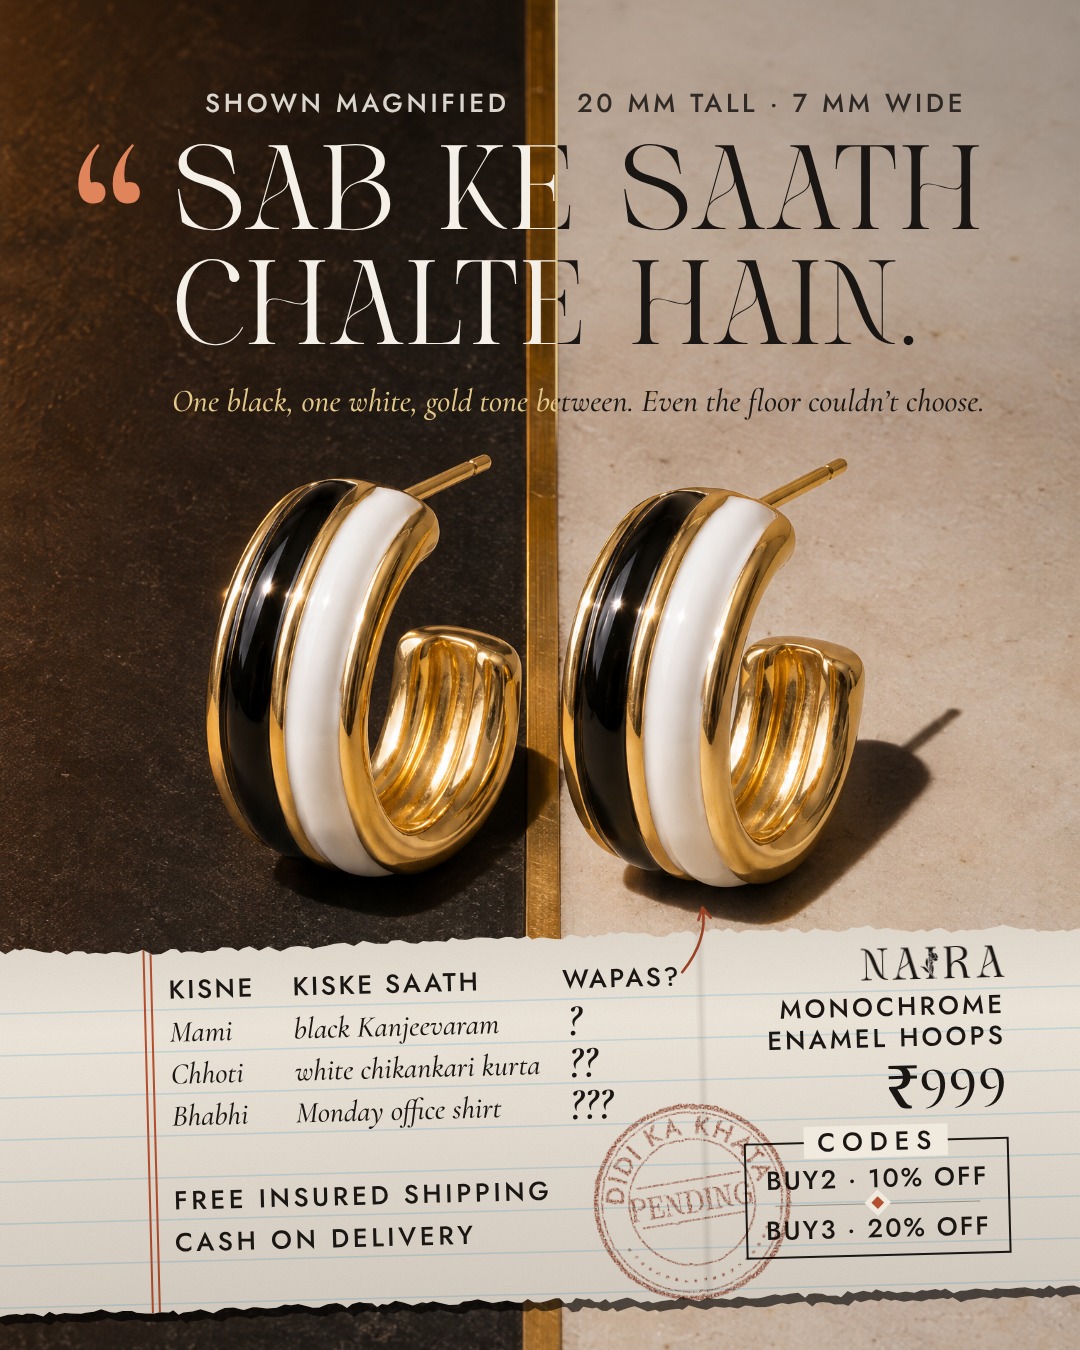 SHOWN MAGNIFIED
20 MM TALL · 7 MM WIDE
“SAB KE SAATH
CHALTE HAIN.
One black, one white, gold tone between. Even the floor couldn’t choose.
KISNE KISKE SAATH WAPAS?
Mami black Kanjeevaram ?
Chhoti white chikankari kurta ??
Bhabhi Monday office shirt ???
FREE INSURED SHIPPING
CASH ON DELIVERY
DIDI KA KHATA
PENDING
NAIRA
MONOCHROME
ENAMEL HOOPS
₹999
CODES
BUY2 · 10% OFF
BUY3 · 20% OFF